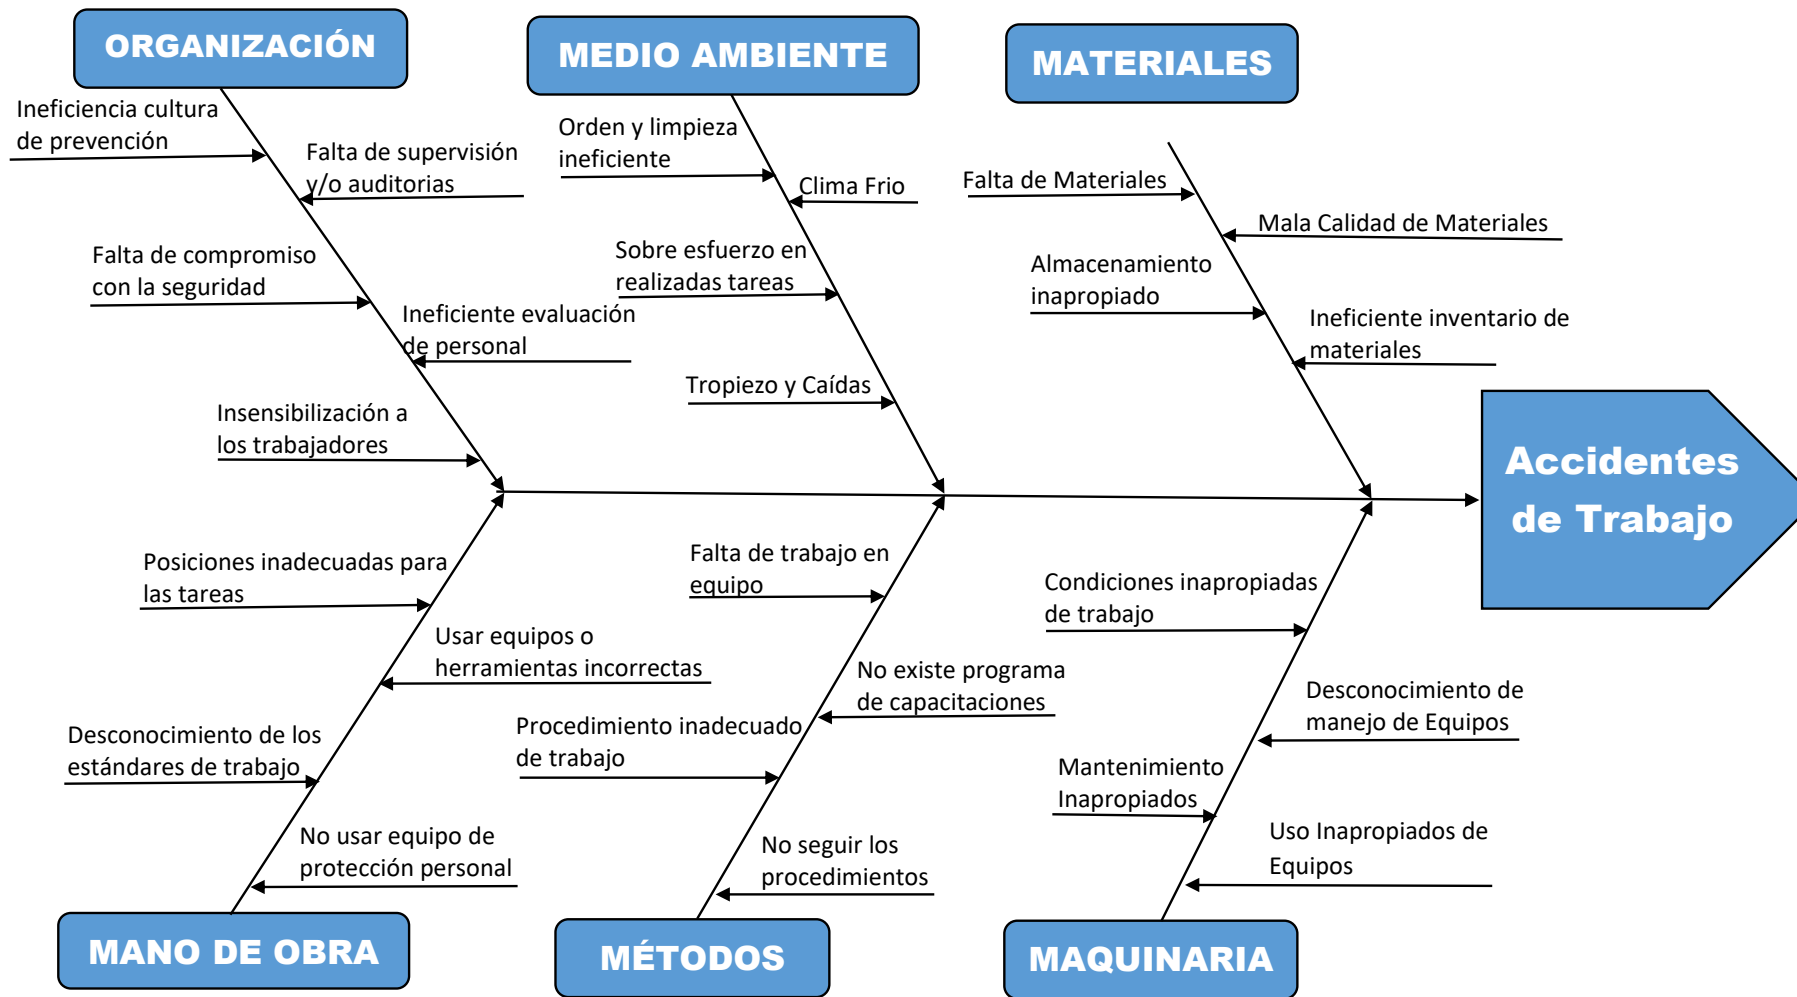 ORGANIZACIÓN
Ineficiencia cultura
de prevención
Falta de supervisión
y/o auditorias
Falta de compromiso
con la seguridad
Ineficiente evaluación
de personal
Insensibilización a
los trabajadores
MEDIO AMBIENTE
Orden y limpieza
ineficiente
Clima Frio
Sobre esfuerzo en
realizadas tareas
Tropiezo y Caídas
MATERIALES
Falta de Materiales
Mala Calidad de Materiales
Almacenamiento
inapropiado
Ineficiente inventario de
materiales
Accidentes
de Trabajo
Posiciones inadecuadas para
las tareas
Usar equipos o
herramientas incorrectas
Desconocimiento de los
estándares de trabajo
No usar equipo de
protección personal
MANO DE OBRA
Falta de trabajo en
equipo
No existe programa
de capacitaciones
Procedimiento inadecuado
de trabajo
No seguir los
procedimientos
MÉTODOS
Condiciones inapropiadas
de trabajo
Desconocimiento de
manejo de Equipos
Mantenimiento
Inapropiados
Uso Inapropiados de
Equipos
MAQUINARIA